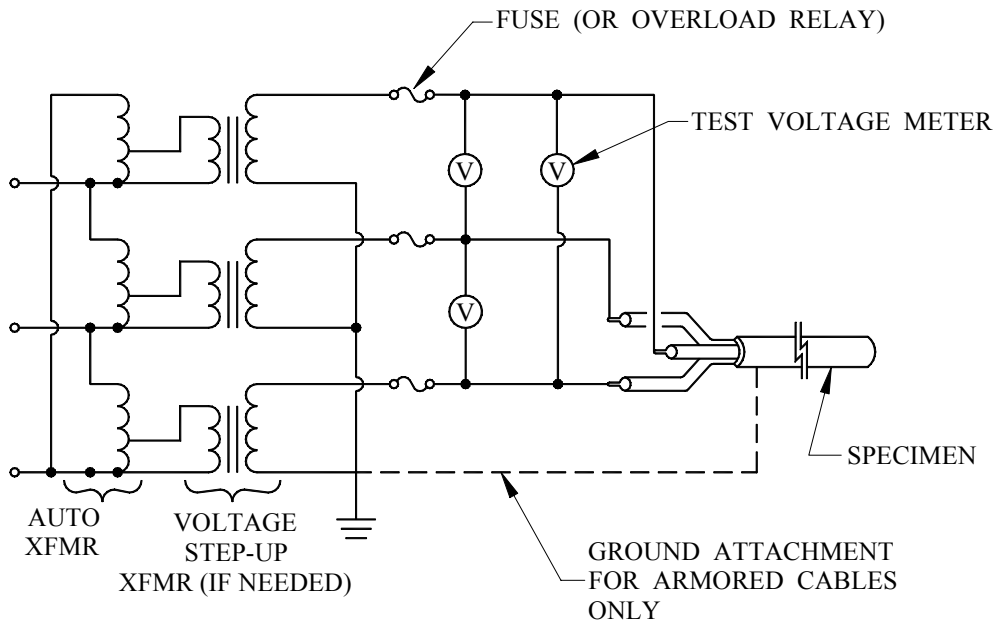 FUSE (OR OVERLOAD RELAY)
V
V
TEST VOLTAGE METER
V
SPECIMEN
AUTO
XFMR
VOLTAGE
STEP-UP
XFMR (IF NEEDED)
GROUND ATTACHMENT
FOR ARMORED CABLES
ONLY